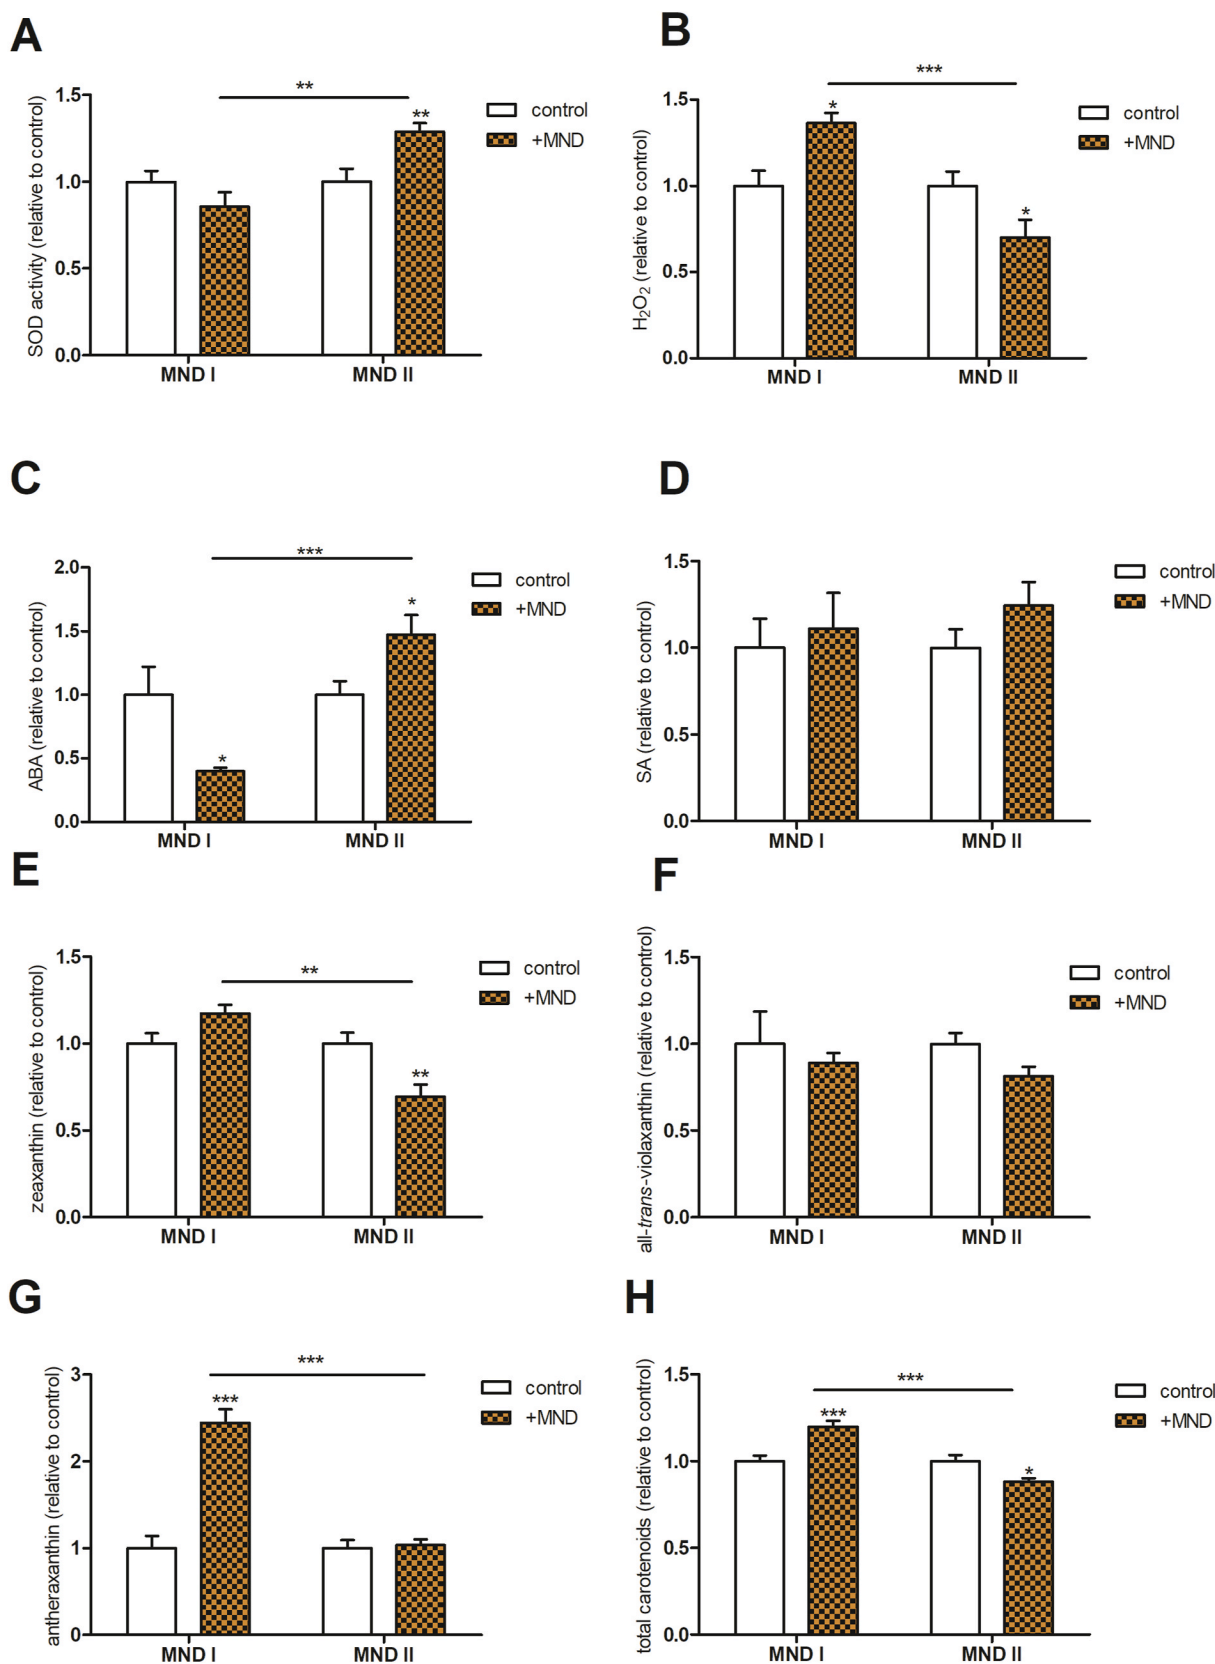 A
SOD activity (relative to control)
1.5
1.0
0.5
0.0
**
**
MND I
MND II
control
+MND
B
H₂O₂ (relative to control)
1.5
1.0
0.5
0.0
***
*
*
MND I
MND II
control
+MND
C
ABA (relative to control)
2.0
1.5
1.0
0.5
0.0
***
*
*
MND I
MND II
control
+MND
D
SA (relative to control)
1.5
1.0
0.5
0.0
MND I
MND II
control
+MND
E
zeaxanthin (relative to control)
1.5
1.0
0.5
0.0
**
**
MND I
MND II
control
+MND
F
all-trans-violaxanthin (relative to control)
1.5
1.0
0.5
0.0
MND I
MND II
control
+MND
G
antheraxanthin (relative to control)
3
2
1
0
***
***
MND I
MND II
control
+MND
H
total carotenoids (relative to control)
1.5
1.0
0.5
0.0
***
***
*
MND I
MND II
control
+MND